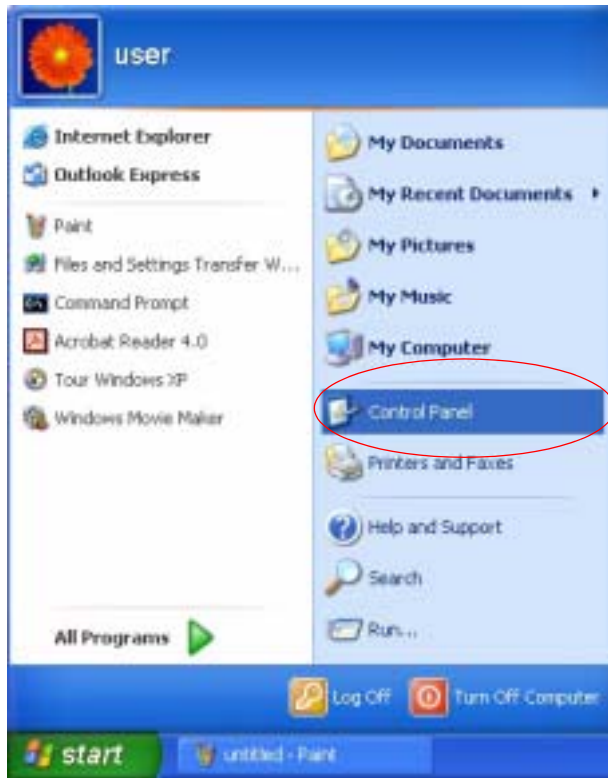 user
Internet Explorer
Outlook Express
Paint
Files and Settings Transfer W...
Command Prompt
Acrobat Reader 4.0
Tour Windows XP
Windows Movie Maker
All Programs
My Documents
My Recent Documents
My Pictures
My Music
My Computer
Control Panel
Printers and Faxes
Help and Support
Search
Run...
Log Off
Turn Off Computer
start
untitled - Paint